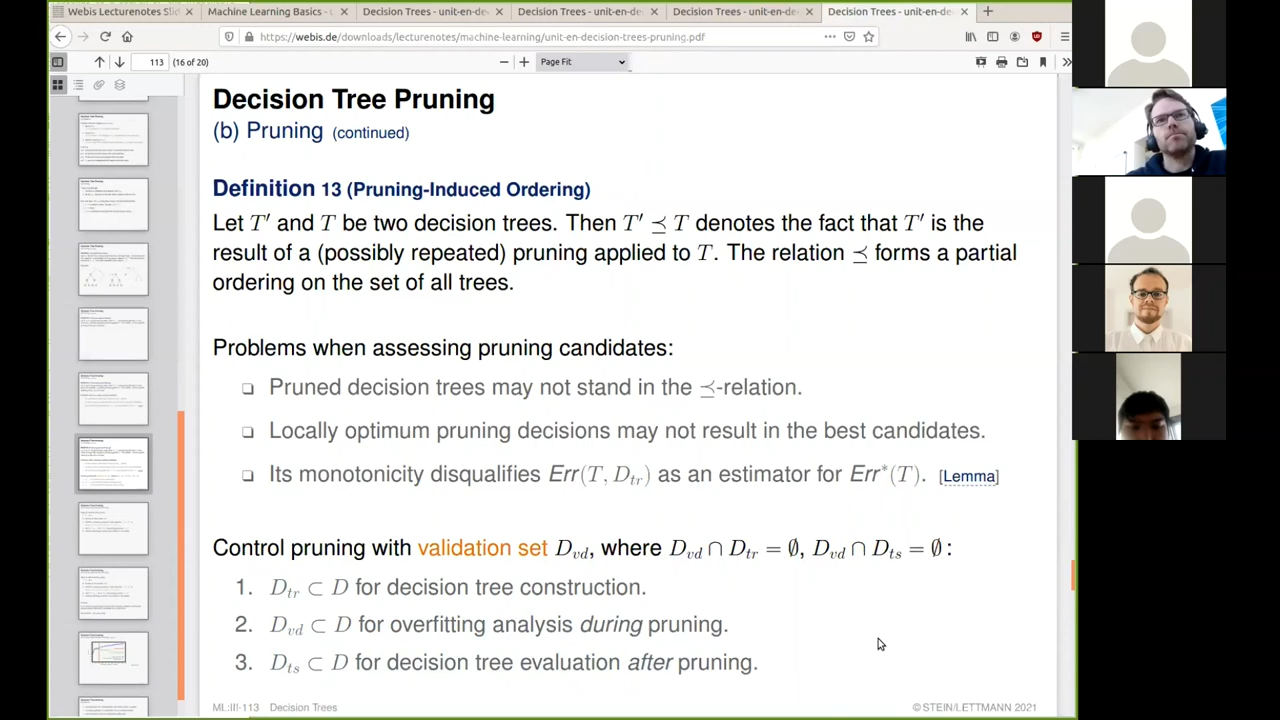 Webis Lecturenotes Slid
Machine Learning Basics - u
Decision Trees - unit-en-de
Decision Trees - unit-en-de
Decision Trees - unit-en-de
Decision Trees - unit-en-de
https://webis.de/downloads/lecturenotes/machine-learning/unit-en-decision-trees-pruning.pdf
113 (16 of 20)
Page Fit
Decision Tree Pruning
(b) Pruning (continued)
Definition 13 (Pruning-Induced Ordering)
Let T′ and T be two decision trees. Then T′ ⪯ T denotes the fact that T′ is the
result of a (possibly repeated) pruning applied to T. The relation ⪯ forms a partial
ordering on the set of all trees.
Problems when assessing pruning candidates:
❑ Pruned decision trees may not stand in the ⪯-relation.
❑ Locally optimum pruning decisions may not result in the best candidates.
❑ Its monotonicity disqualifies Err(T, D_tr) as an estimator for Err*(T). [Lemma]
Control pruning with validation set D_vd, where D_vd ∩ D_tr = ∅, D_vd ∩ D_ts = ∅ :
1. D_tr ⊂ D for decision tree construction.
2. D_vd ⊂ D for overfitting analysis during pruning.
3. D_ts ⊂ D for decision tree evaluation after pruning.
ML:III-113 Decision Trees © STEIN/LETTMANN 2021